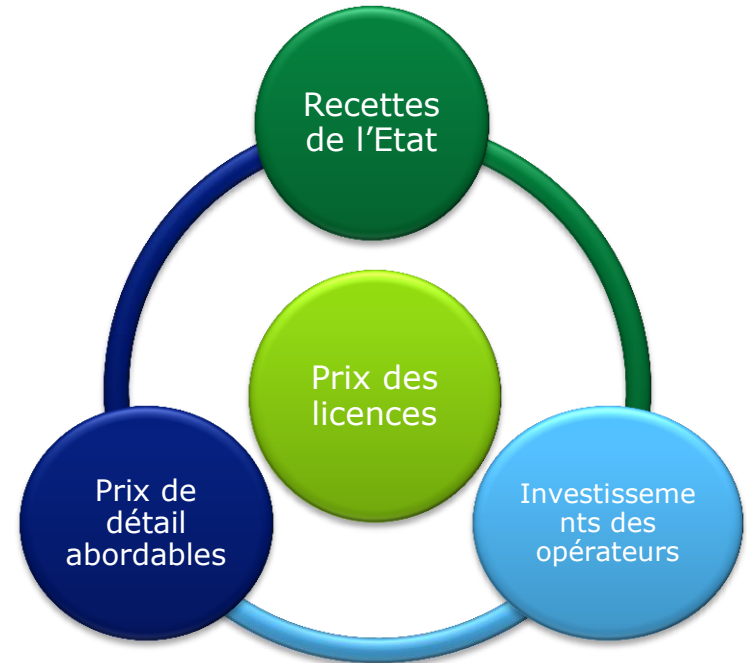 Recettes
de l’Etat
Prix des
licences
Prix de
détail
abordables
Investisseme
nts des
opérateurs